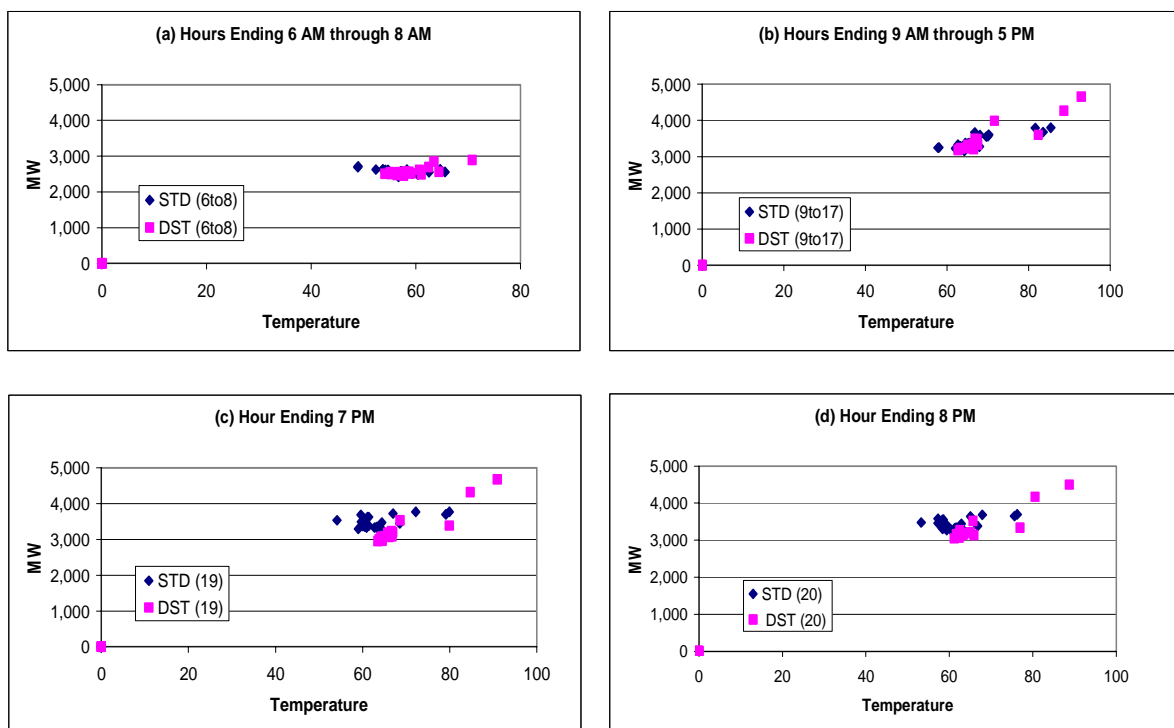 (a) Hours Ending 6 AM through 8 AM
5,000
4,000
3,000
2,000
1,000
0
MW
STD (6to8)
DST (6to8)
0 20 40 60 80
Temperature
(b) Hours Ending 9 AM through 5 PM
5,000
4,000
3,000
2,000
1,000
0
MW
STD (9to17)
DST (9to17)
0 20 40 60 80 100
Temperature
(c) Hour Ending 7 PM
5,000
4,000
3,000
2,000
1,000
0
MW
STD (19)
DST (19)
0 20 40 60 80 100
Temperature
(d) Hour Ending 8 PM
5,000
4,000
3,000
2,000
1,000
0
MW
STD (20)
DST (20)
0 20 40 60 80 100
Temperature